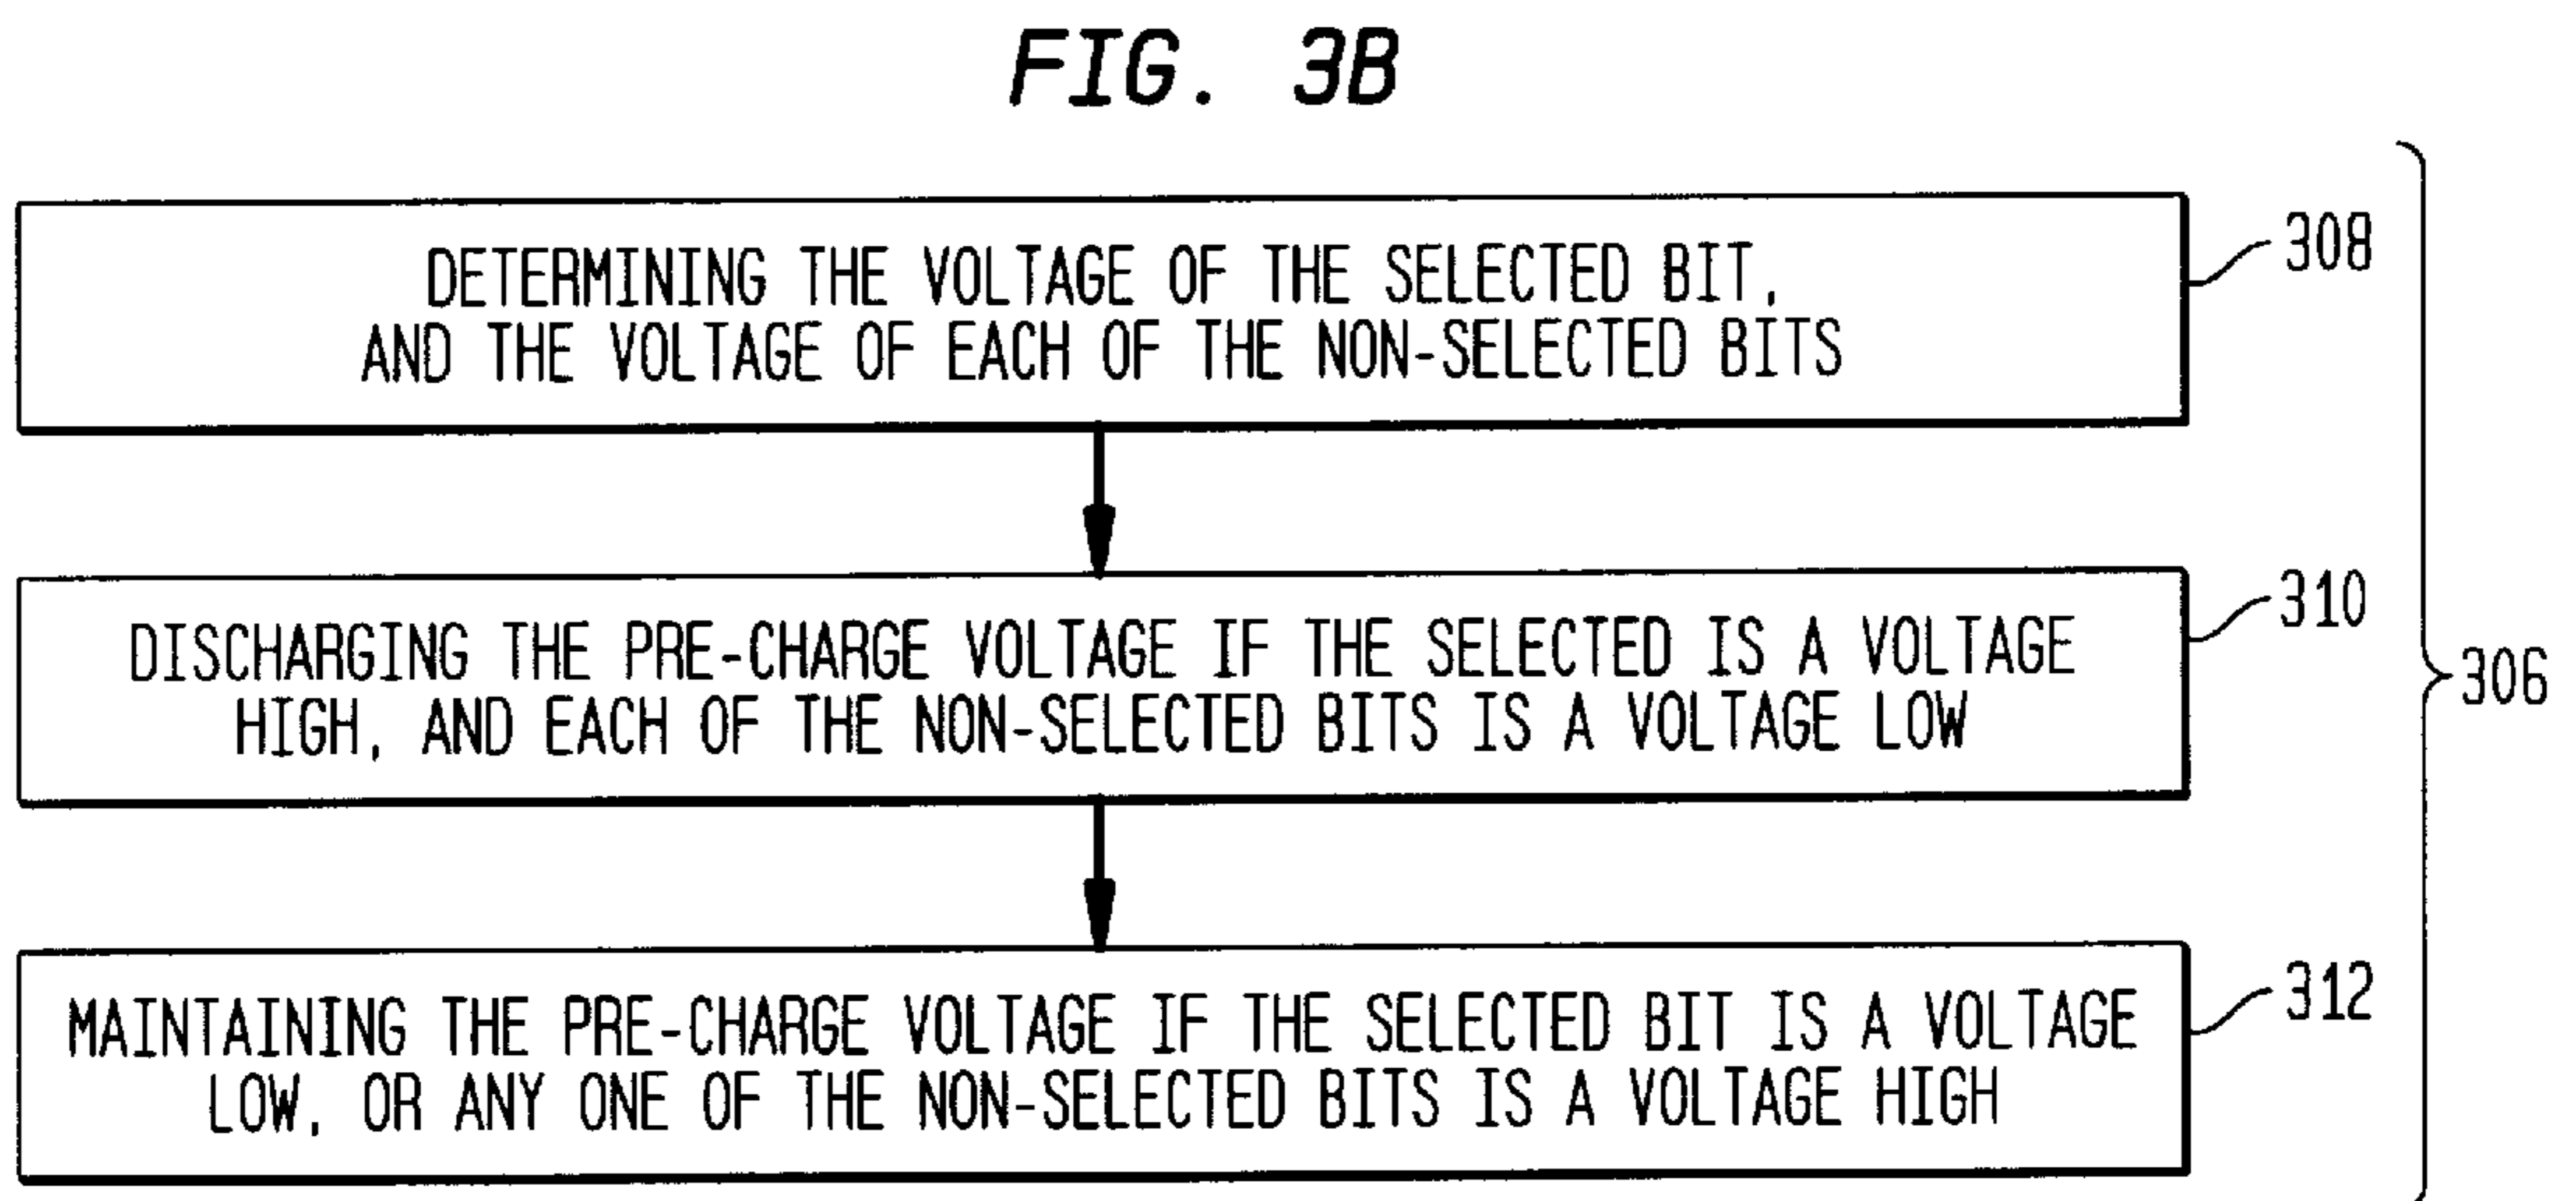 FIG. 3B
DETERMINING THE VOLTAGE OF THE SELECTED BIT,
AND THE VOLTAGE OF EACH OF THE NON-SELECTED BITS
308
DISCHARGING THE PRE-CHARGE VOLTAGE IF THE SELECTED IS A VOLTAGE
HIGH, AND EACH OF THE NON-SELECTED BITS IS A VOLTAGE LOW
310
306
MAINTAINING THE PRE-CHARGE VOLTAGE IF THE SELECTED BIT IS A VOLTAGE
LOW, OR ANY ONE OF THE NON-SELECTED BITS IS A VOLTAGE HIGH
312